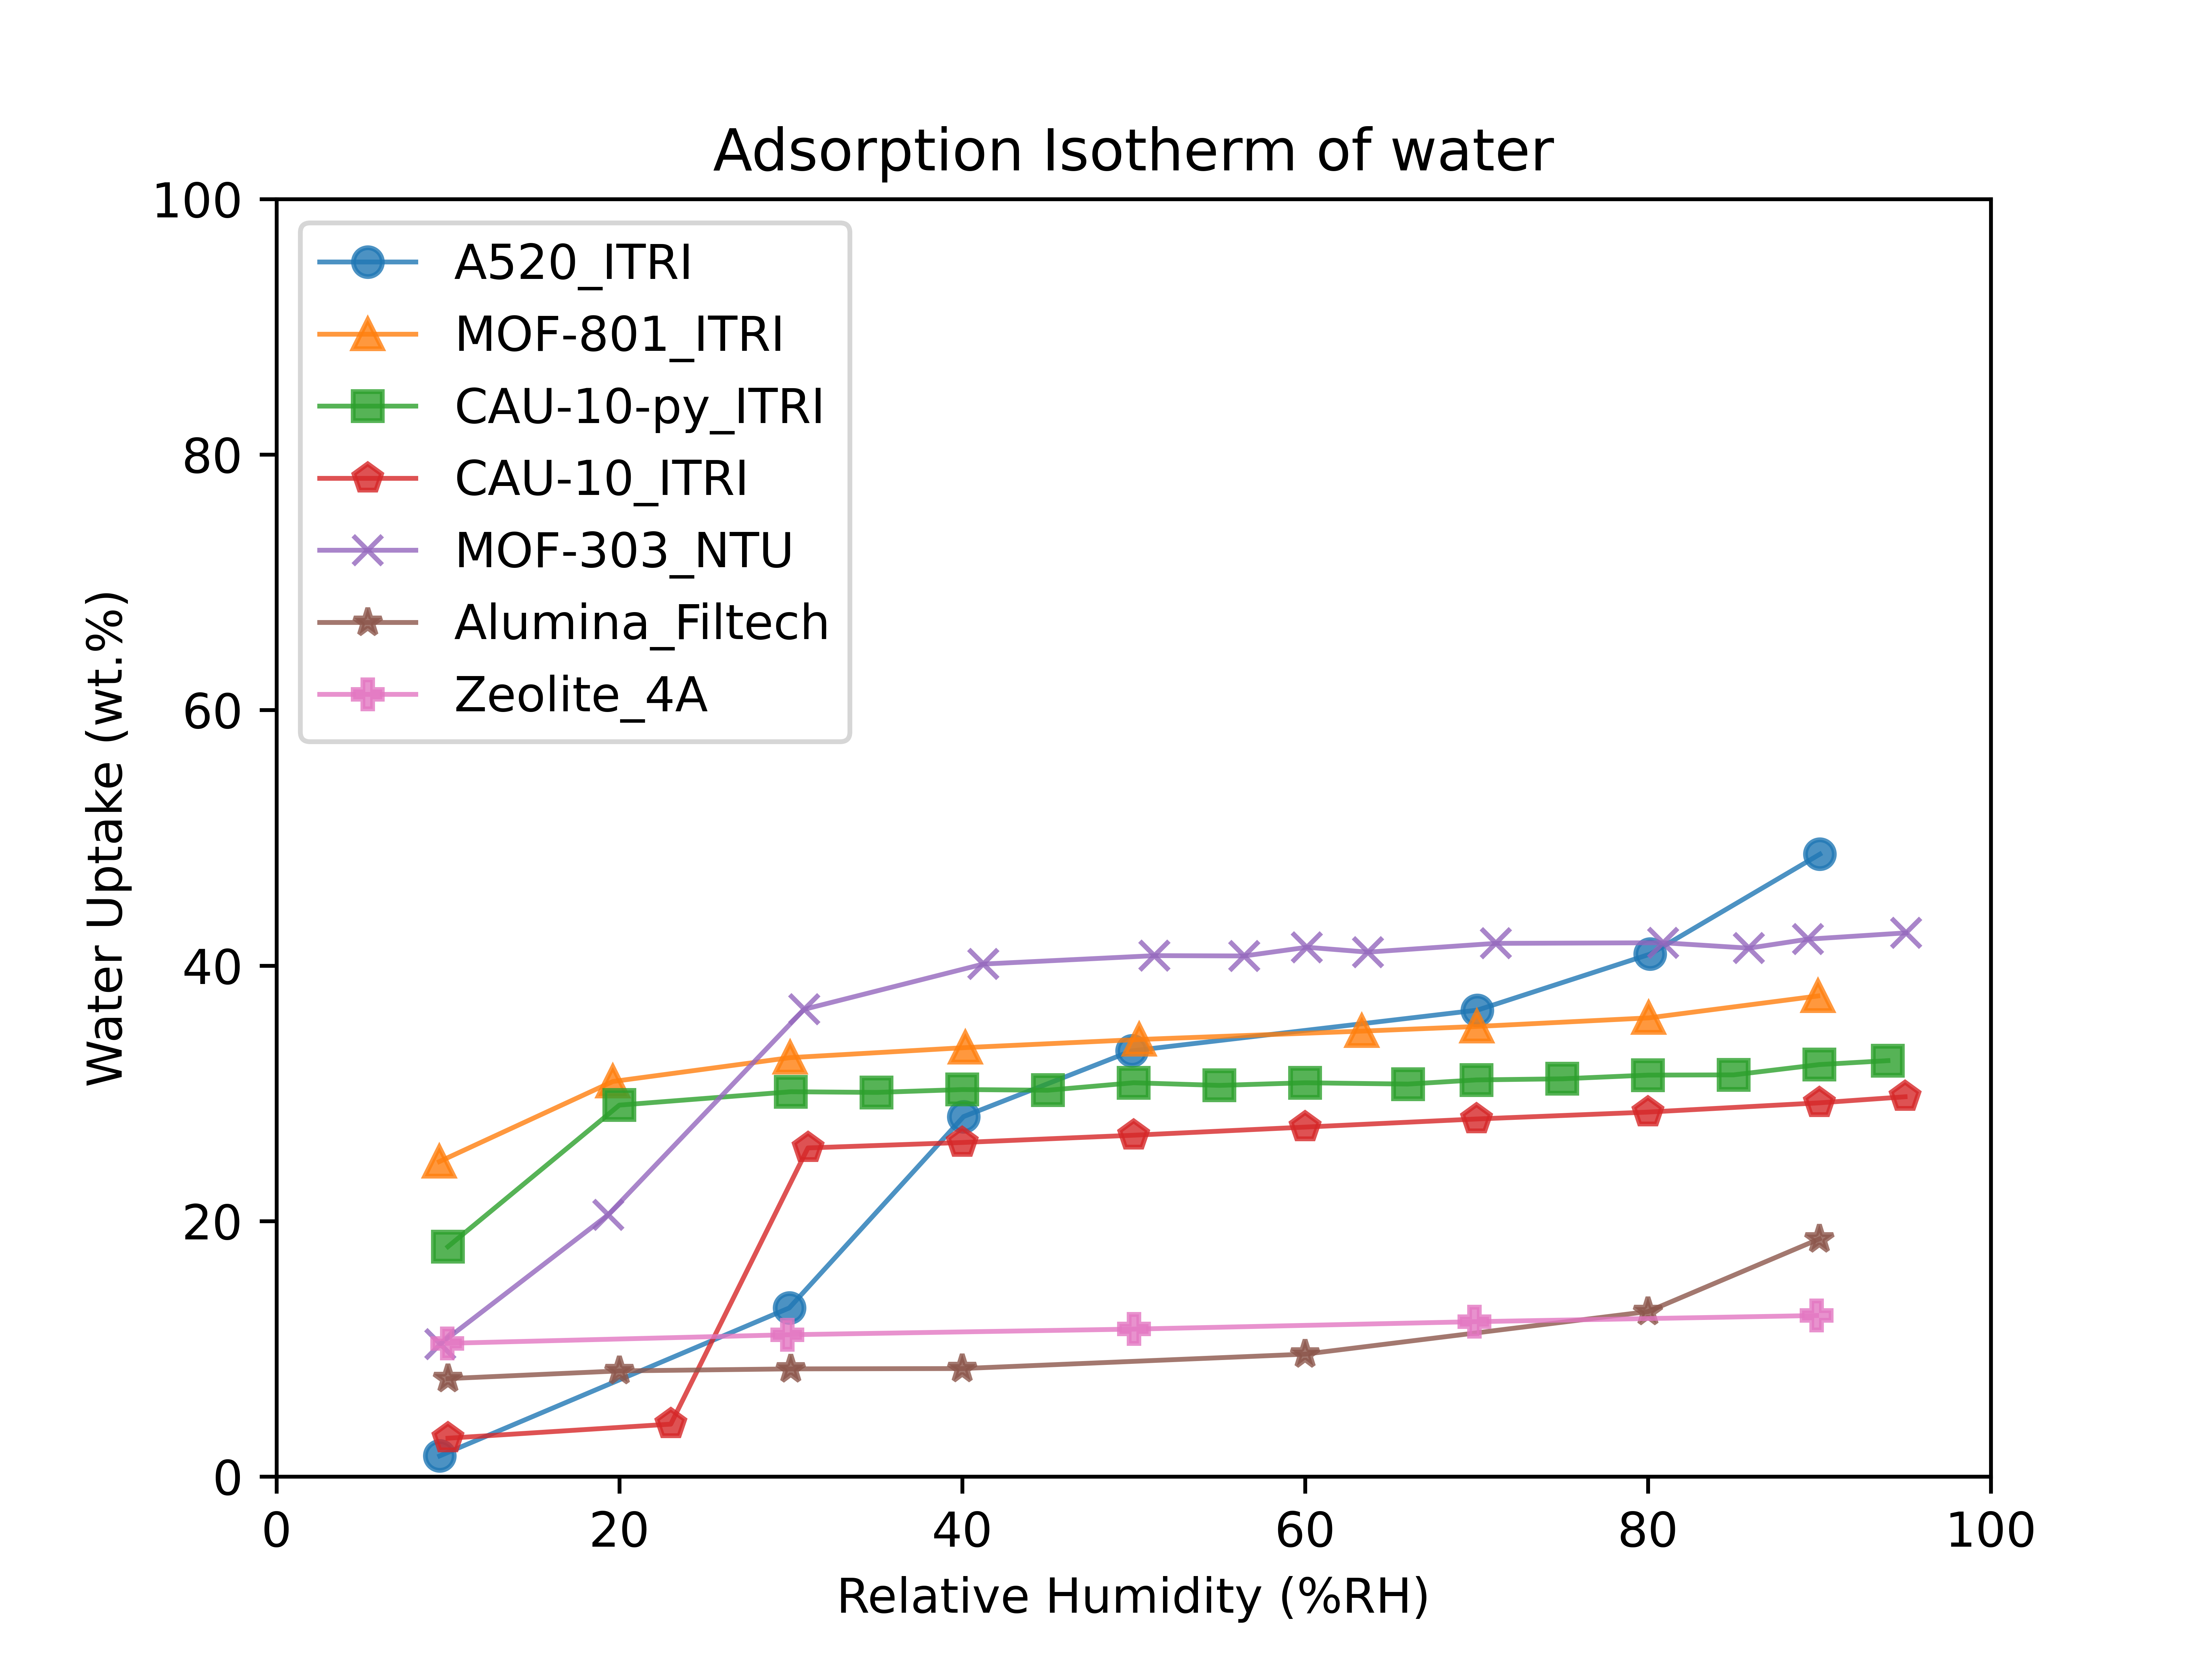 Adsorption Isotherm of water
100
80
60
40
20
0
Water Uptake (wt.%)
A520_ITRI
MOF-801_ITRI
CAU-10-py_ITRI
CAU-10_ITRI
MOF-303_NTU
Alumina_Filtech
Zeolite_4A
0 20 40 60 80 100
Relative Humidity (%RH)